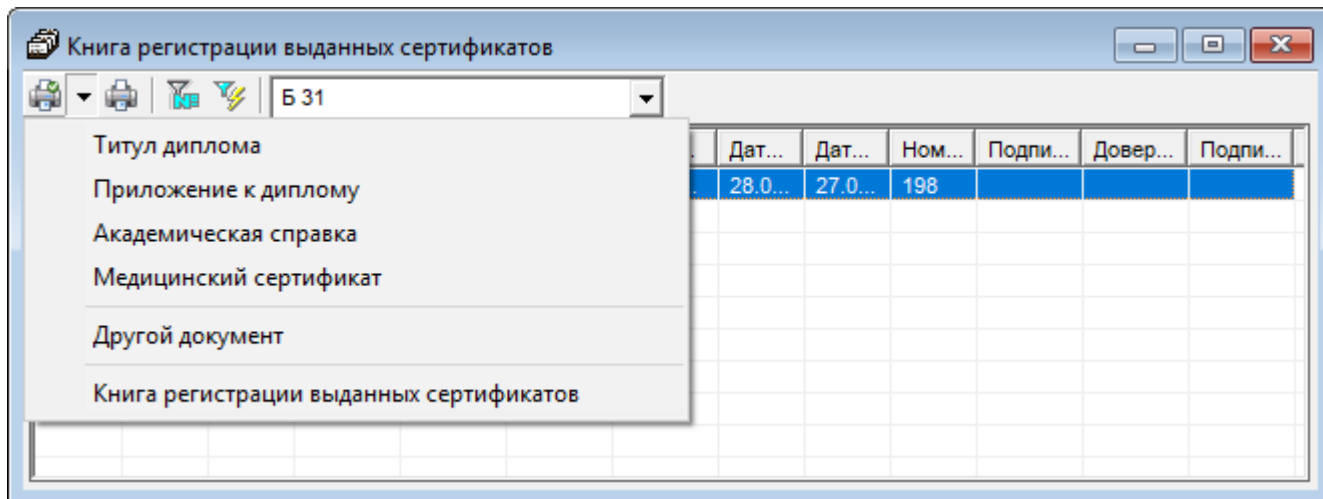 Книга регистрации выданных сертификатов
Б 31
Титул диплома
Приложение к диплому
Академическая справка
Медицинский сертификат
Другой документ
Книга регистрации выданных сертификатов
Дат... Дат... Ном... Подпи... Довер... Подпи...
28.0... 27.0... 198